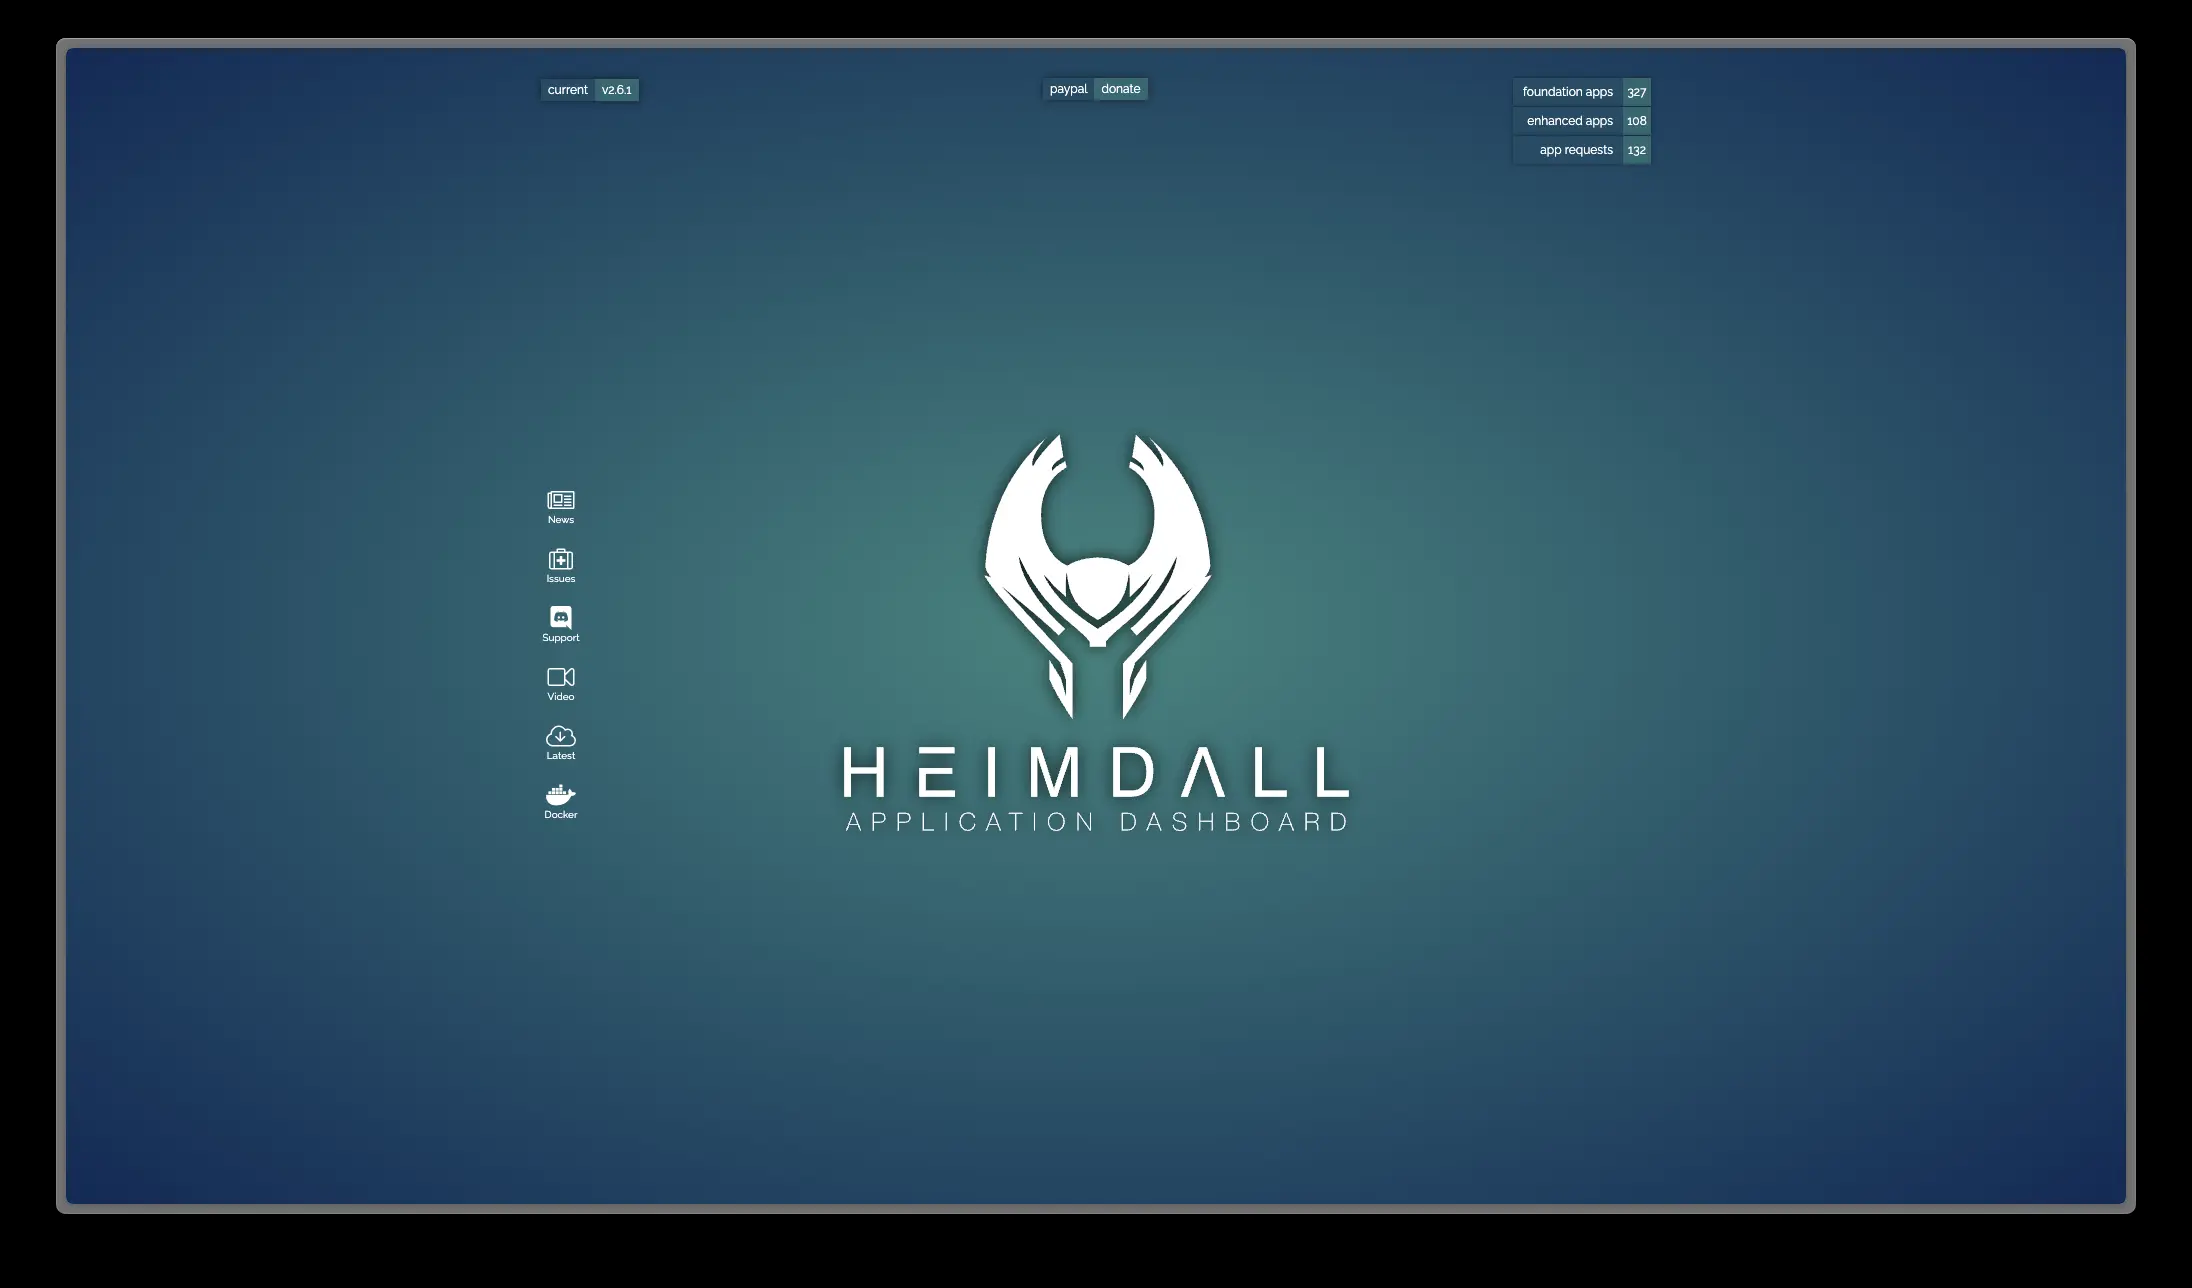 current v2.6.1
paypal donate
foundation apps 327
enhanced apps 108
app requests 132
News
Issues
Support
Video
Latest
Docker
HEIMDALL
APPLICATION DASHBOARD